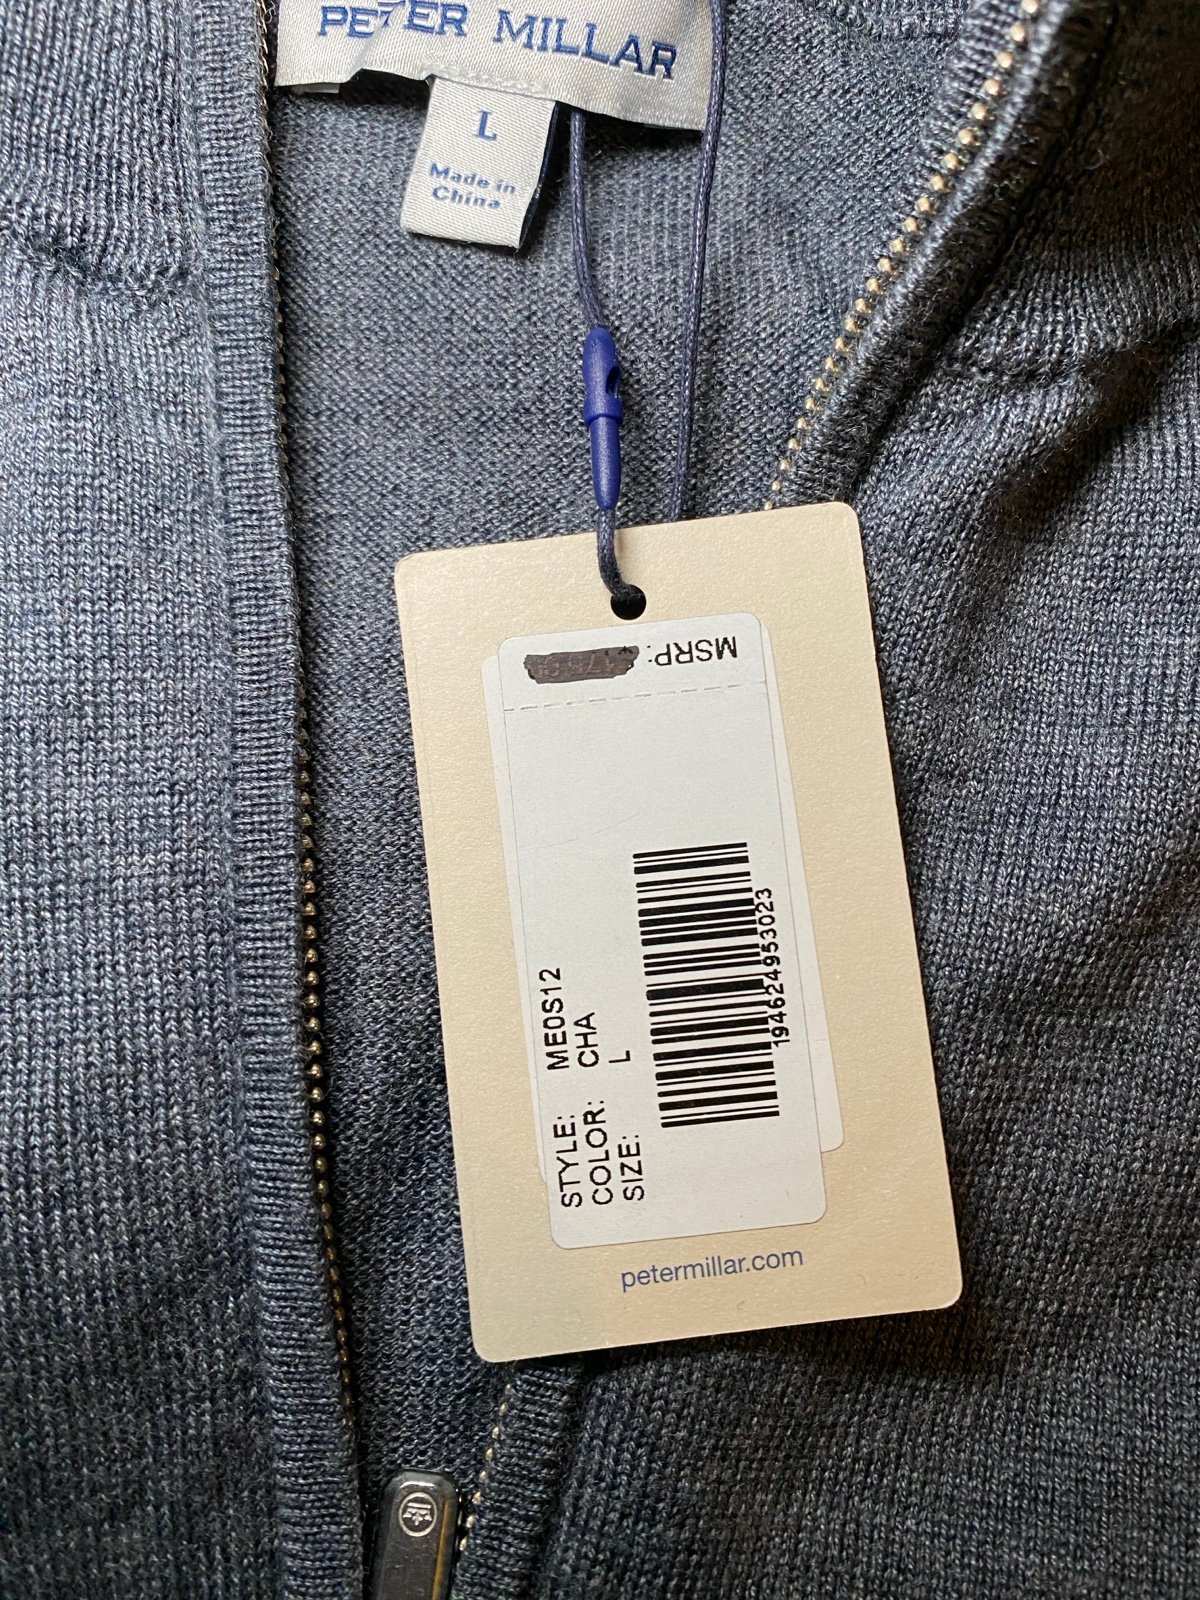 PETER MILLAR
L
Made in
China
MSRP:
STYLE: ME0S12
COLOR: CHA
SIZE: L
194624953023
petermillar.com